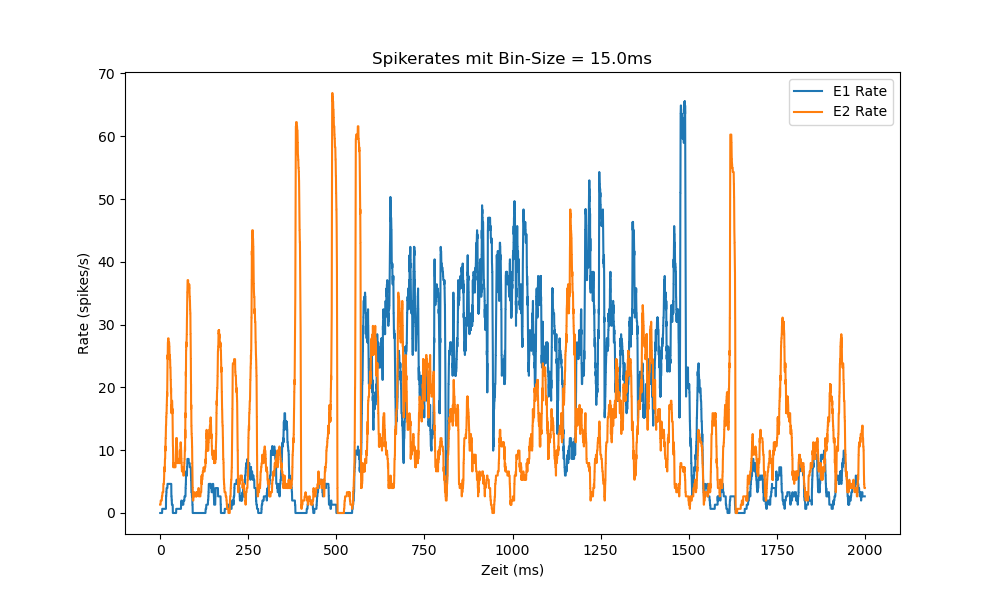 Spikerates mit Bin-Size = 15.0ms
E1 Rate
E2 Rate
Rate (spikes/s)
70
60
50
40
30
20
10
0
0 250 500 750 1000 1250 1500 1750 2000
Zeit (ms)